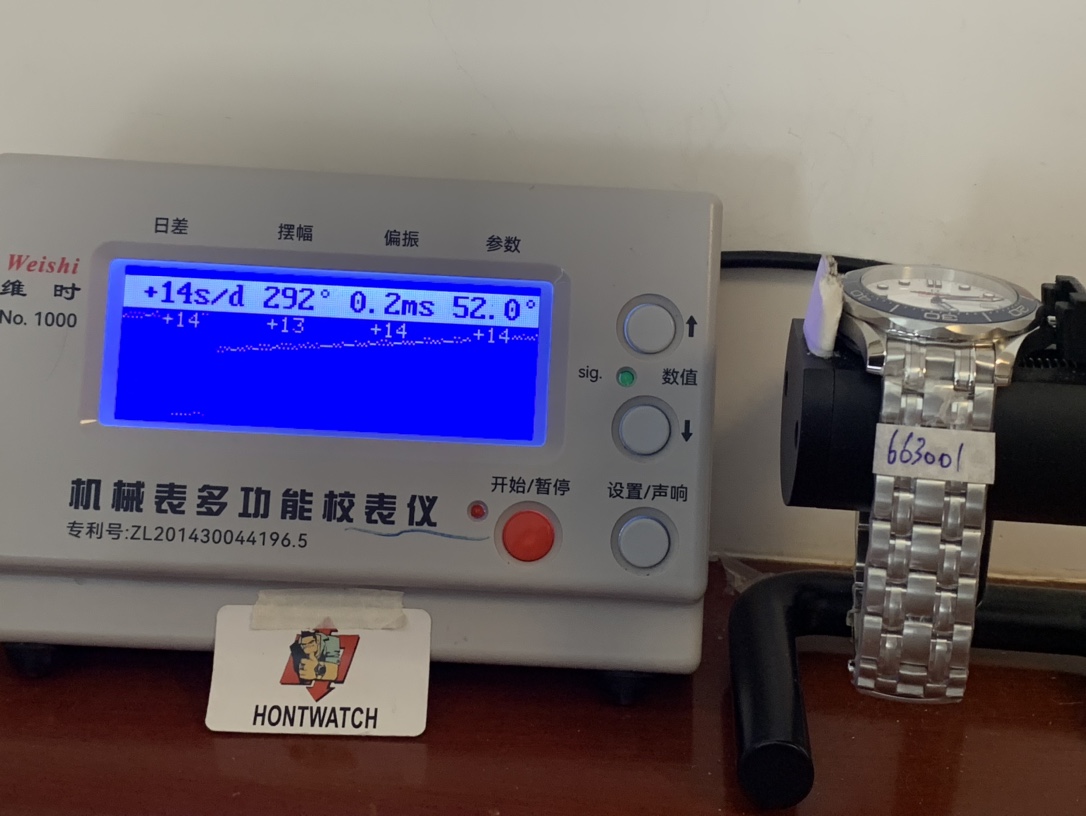 日差 摆幅 偏振 参数
Weishi
维 时
No. 1000
+14s/d 292° 0.2ms 52.0°
+14 +13 +14 +14
sig. 数值
开始/暂停 设置/声响
机械表多功能校表仪
专利号:ZL201430044196.5
HONTWATCH
663001